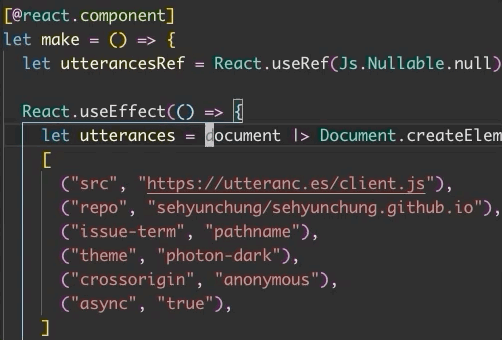 [@react.component]
let make = () => {
let utterancesRef = React.useRef(Js.Nullable.null)
React.useEffect(() => {
let utterances = document |> Document.createElem
[
("src", "https://utteranc.es/client.js"),
("repo", "sehyunchung/sehyunchung.github.io"),
("issue-term", "pathname"),
("theme", "photon-dark"),
("crossorigin", "anonymous"),
("async", "true"),
]